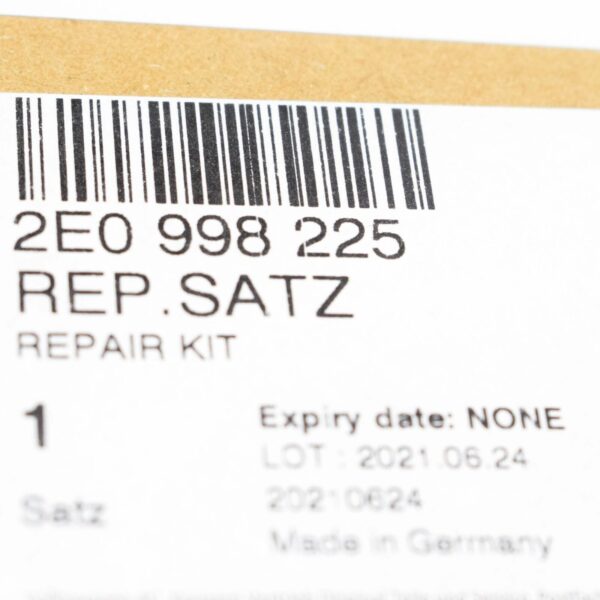 2E0 998 225
REP.SATZ
REPAIR KIT
1
Satz
Expiry date: NONE
LOT : 2021.06.24
20210624
Made in Germany